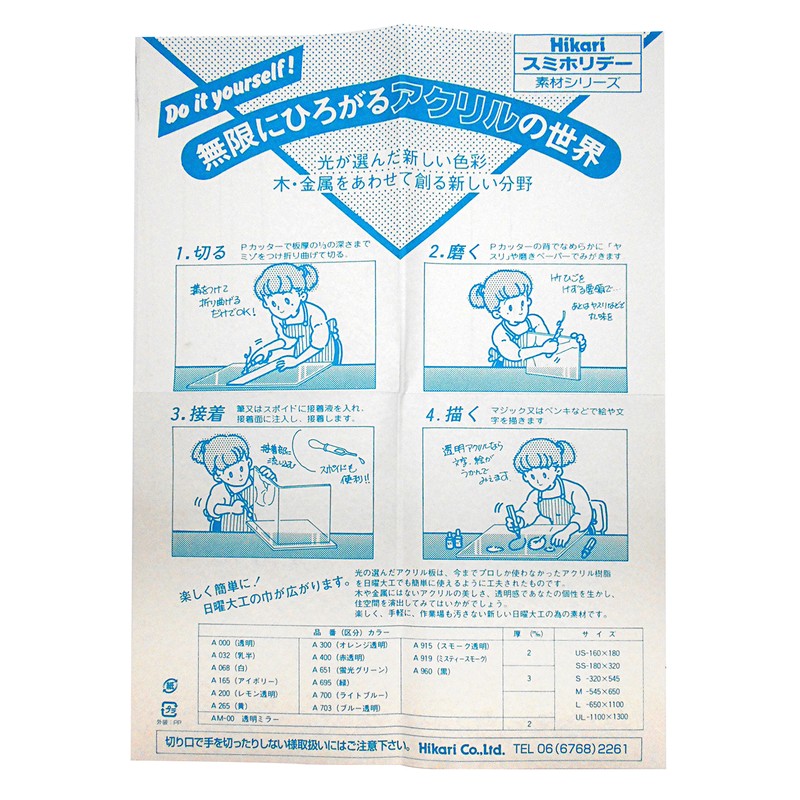 Do it yourself!
Hikari
スミホリデー
素材シリーズ
無限にひろがるアクリルの世界
光が選んだ新しい色彩
木・金属をあわせて創る新しい分野
1.切る
Pカッターで板厚の⅓の深さまで
ミゾをつけ折り曲げて切る。
溝をつけて
折り曲げる
だけでOK!
2.磨く
Pカッターの背でなめらかに「ヤ
スリ」や磨きペーパーでみがきます
竹ひごを
けずる要領で…
あとはヤスリなどで
3.接着
筆又はスポイドに接着液を入れ、
接着面に注入し、接着します。
接着部に
流し込む
スポイドも
便利!!
4.描く
マジック又はペンキなどで絵や文
字を描きます
透明アクリルなら
文字、絵が
うかんで
みえます
楽しく簡単に!
日曜大工の巾が広がります。
光の選んだアクリル板は、今までプロしか使わなかったアクリル樹脂
を日曜大工でも簡単に使えるように工夫されたものです。
木や金属にはないアクリルの美しさ、透明感であなたの個性を生かし、
住空間を演出してみてはいかがでしょう。
楽しく、手軽に、作業場も汚さない新しい日曜大工の為の素材です。
品 番 (区分) カラー
厚 (㎜)
サ イ ズ
A 000 (透明)
A 032 (乳半)
A 068 (白)
A 165 (アイボリー)
A 200 (レモン透明)
A 265 (黄)
A 300 (オレンジ透明)
A 400 (赤透明)
A 651 (蛍光グリーン)
A 695 (緑)
A 700 (ライトブルー)
A 703 (ブルー透明)
A 915 (スモーク透明)
A 919 (ミスティースモーク)
A 960 (黒)
2
3
US-160×180
SS-180×320
S -320×545
M -545×650
L -650×1100
UL-1100×1300
AM-00 透明ミラー
2
紙
プラ
外装:PP
切り口で手を切ったりしない様取扱いにはご注意下さい。 Hikari Co.,Ltd. TEL 06(6768)2261